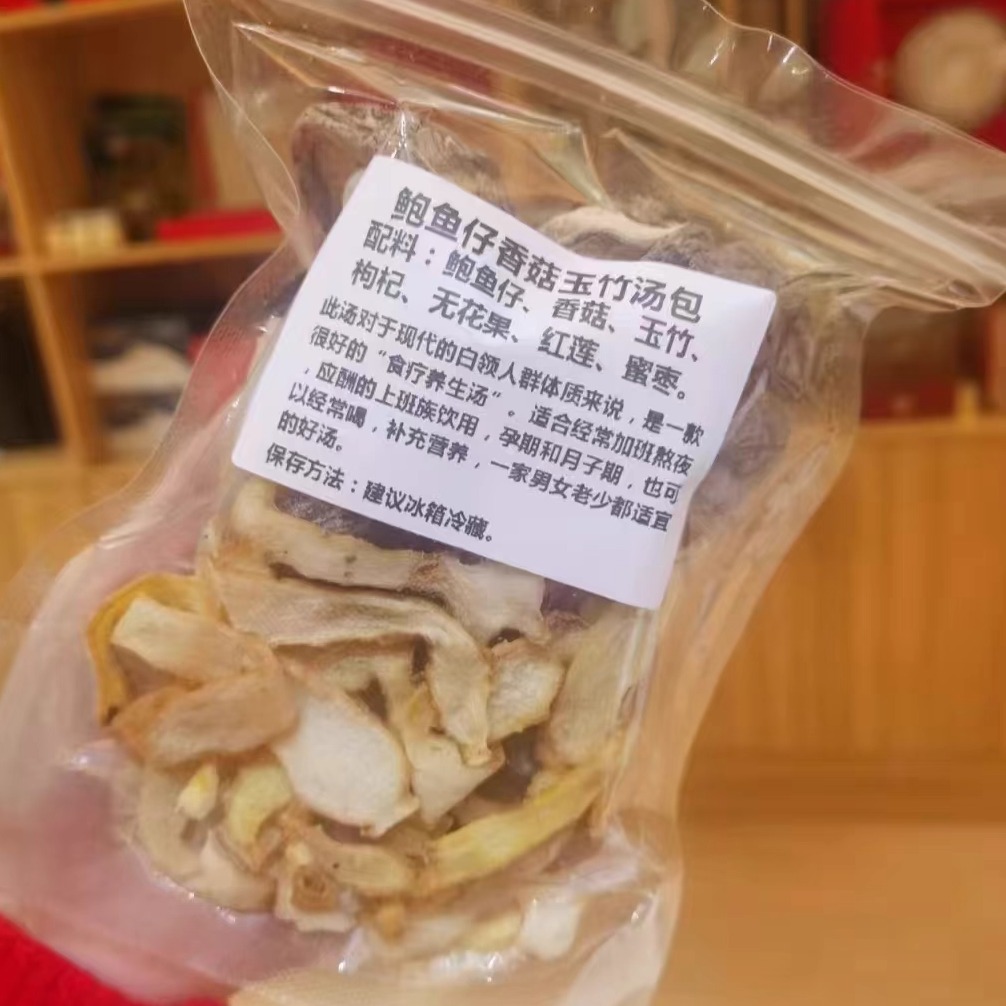 鲍鱼仔香菇玉竹汤包
配料：鲍鱼仔、香菇、玉竹、
枸杞、无花果、红莲、蜜枣。
此汤对于现代的白领人群体质来说，是一款
很好的“食疗养生汤”。适合经常加班熬夜
，应酬的上班族饮用，孕期和月子期，也可
以经常喝，补充营养，一家男女老少都适宜
的好汤。
保存方法：建议冰箱冷藏。